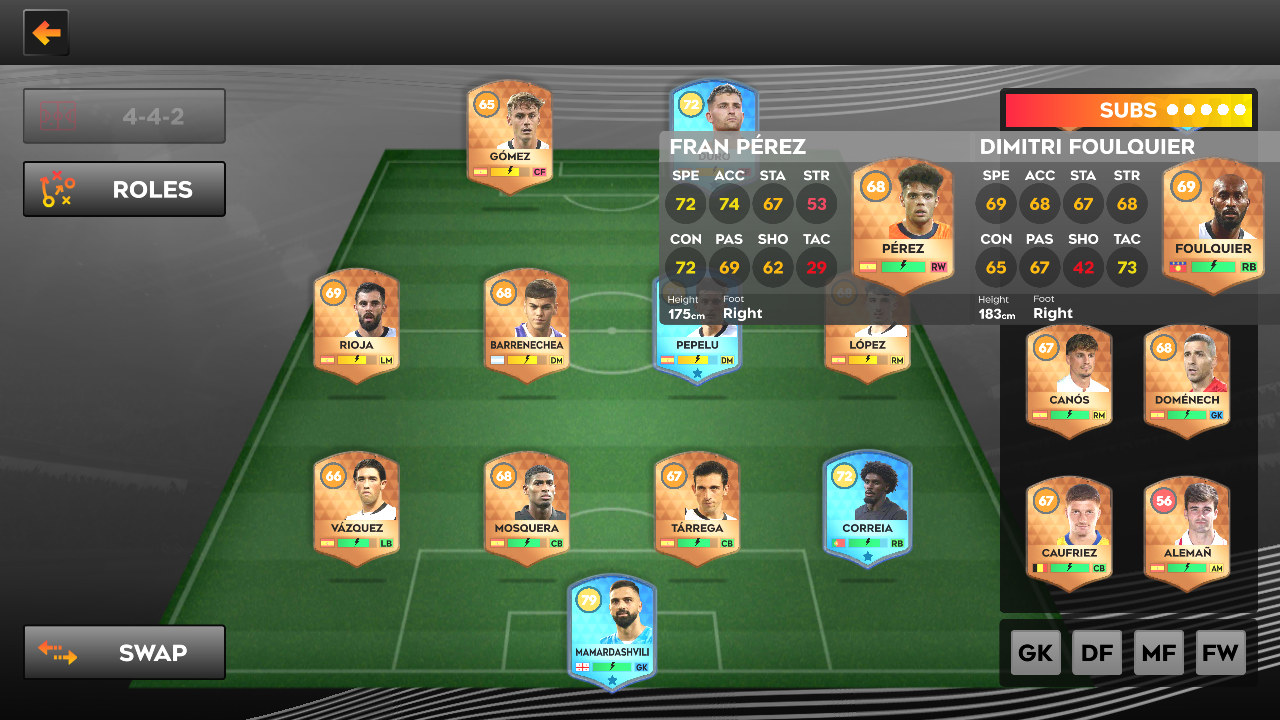 4-4-2
SUBS
ROLES
65
GÓMEZ
CF
72
DURO
FRAN PÉREZ
SPE ACC STA STR
72 74 67 53
CON PAS SHO TAC
72 69 62 29
Height Foot
175cm Right
68
PÉREZ
RW
DIMITRI FOULQUIER
SPE ACC STA STR
69 68 67 68
CON PAS SHO TAC
65 67 42 73
Height Foot
183cm Right
69
FOULQUIER
RB
69
RIOJA
LM
68
BARRENECHEA
DM
PEPELU
DM
68
LÓPEZ
RM
67
CANÓS
RM
68
DOMÉNECH
GK
66
VÁZQUEZ
LB
68
MOSQUERA
CB
67
TÁRREGA
CB
72
CORREIA
RB
67
CAUFRIEZ
CB
56
ALEMAÑ
AM
79
MAMARDASHVILI
GK
SWAP
GK DF MF FW